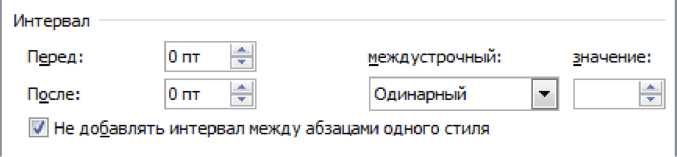 Интервал
Перед: 0 пт междустрочный: значение:
После: 0 пт Одинарный
Не добавлять интервал между абзацами одного стиля